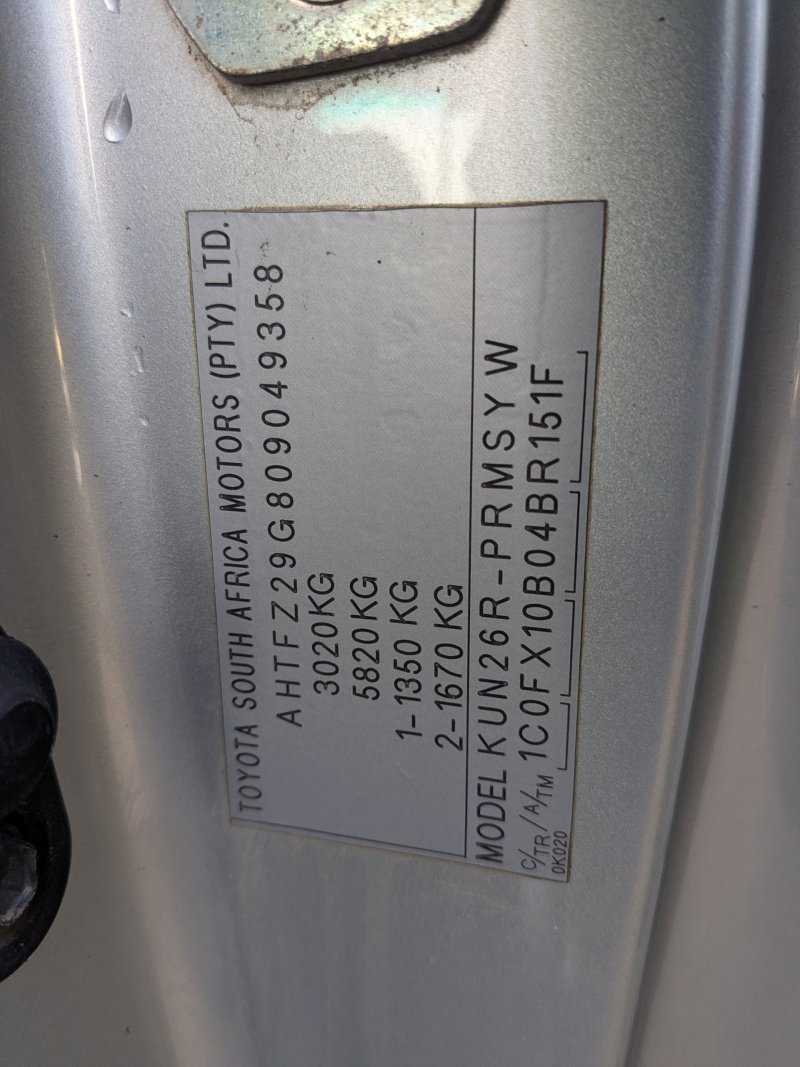 TOYOTA SOUTH AFRICA MOTORS (PTY) LTD.
AHTFZ29G809049358
3020KG
5820KG
1-1350 KG
2-1670 KG
MODEL KUN26R-PRMSYW
C/TR/A/TM 1C0FX10B04BR151F
0K020